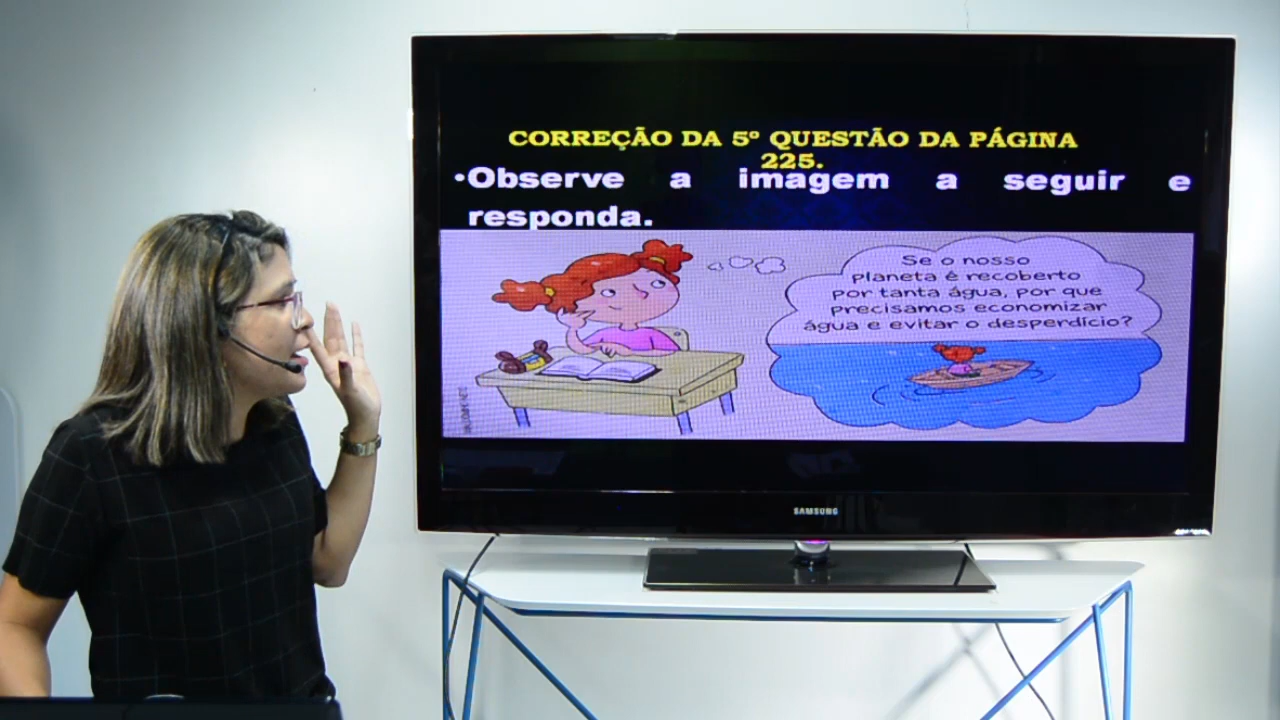 CORREÇÃO DA 5º QUESTÃO DA PÁGINA
225.
•Observe a imagem a seguir e
responda.
Se o nosso
planeta é recoberto
por tanta água, por que
precisamos economizar
água e evitar o desperdício?
SAMSUNG